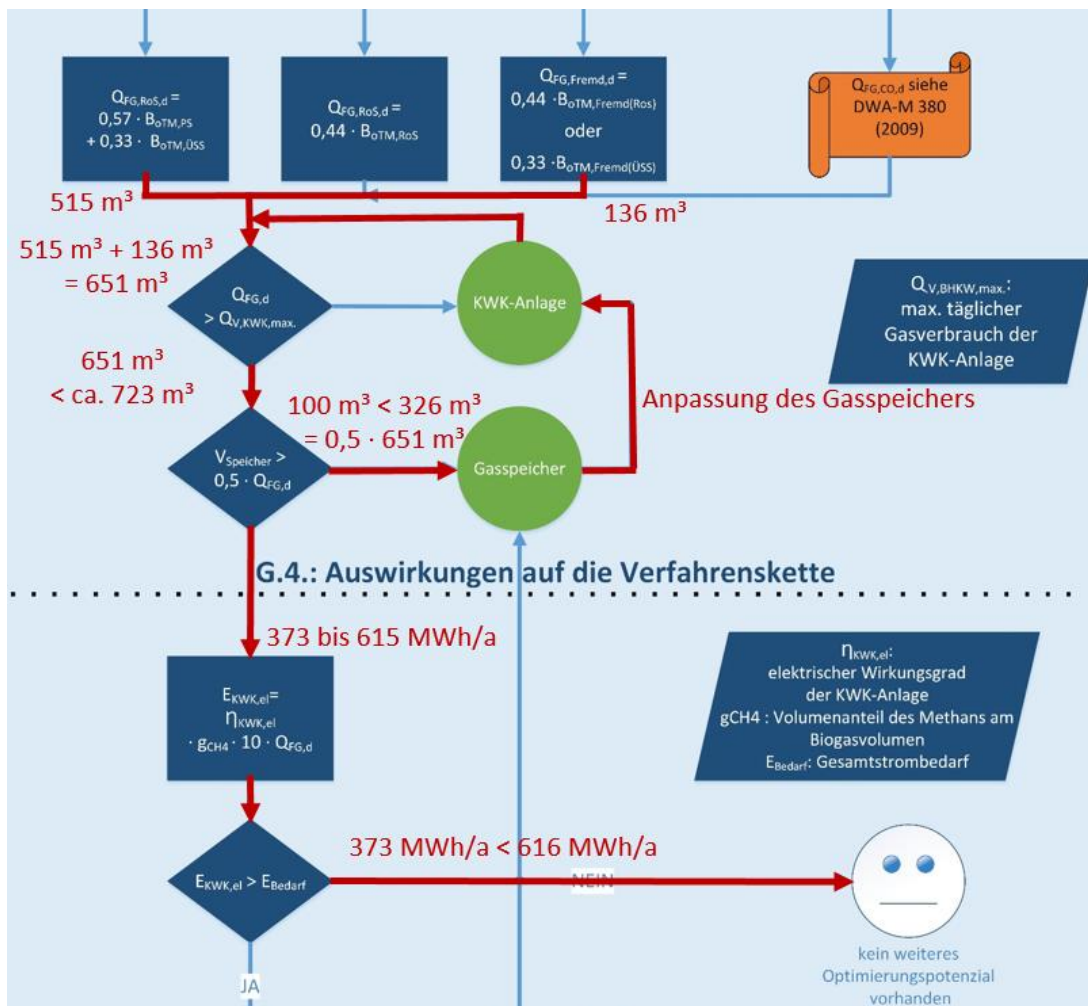 Q_FG,RoS,d =
0,57 · B_oTM,PS
+ 0,33 · B_oTM,ÜSS
Q_FG,RoS,d =
0,44 · B_oTM,RoS
Q_FG,Fremd,d =
0,44 ·B_oTM,Fremd(Ros)
oder
0,33 ·B_oTM,Fremd(ÜSS)
Q_FG,CO,d siehe
DWA-M 380
(2009)
515 m³
136 m³
515 m³ + 136 m³
= 651 m³
Q_FG,d
> Q_V,KWK,max.
KWK-Anlage
Q_V,BHKW,max.:
max. täglicher
Gasverbrauch der
KWK-Anlage
651 m³
< ca. 723 m³
100 m³ < 326 m³
= 0,5 · 651 m³
Anpassung des Gasspeichers
V_Speicher >
0,5 · Q_FG,d
Gasspeicher
G.4.: Auswirkungen auf die Verfahrenskette
373 bis 615 MWh/a
E_KWK,el=
η_KWK,el
· g_CH4 · 10 · Q_FG,d
η_KWK,el:
elektrischer Wirkungsgrad
der KWK-Anlage
gCH4 : Volumenanteil des Methans am
Biogasvolumen
E_Bedarf: Gesamtstrombedarf
373 MWh/a < 616 MWh/a
E_KWK,el > E_Bedarf
NEIN
kein weiteres
Optimierungspotenzial
vorhanden
JA